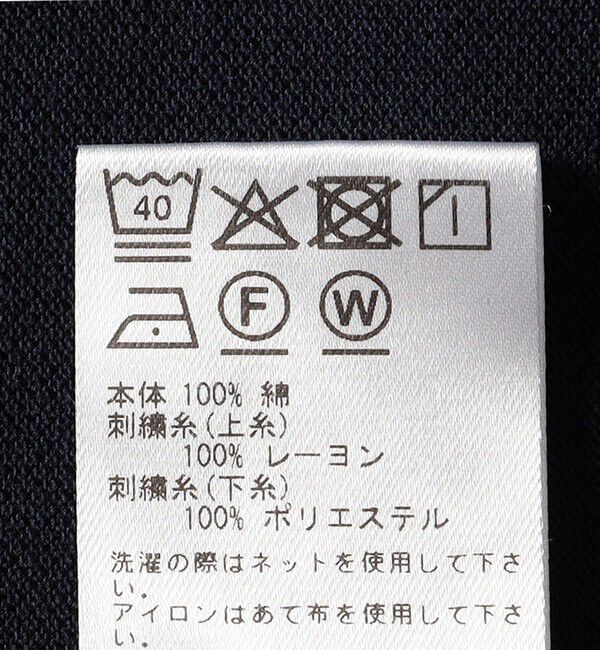 40
F W
本体 100% 綿
刺繍糸(上糸)
100% レーヨン
刺繍糸(下糸)
100% ポリエステル
洗濯の際はネットを使用して下さ
い。
アイロンはあて布を使用して下さ
い。